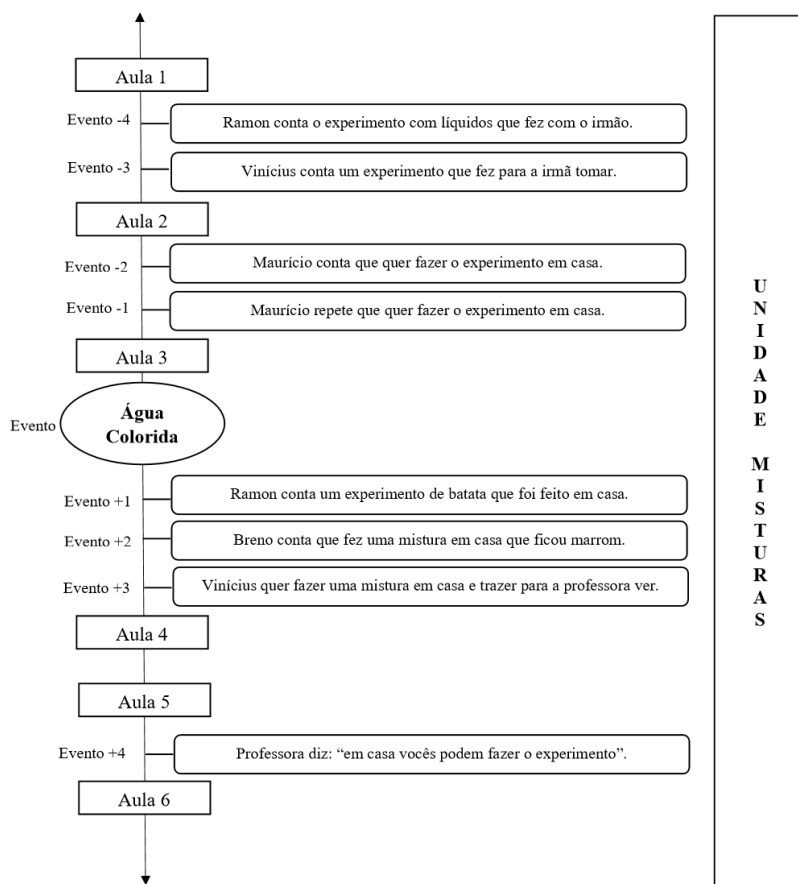 Aula 1
Evento -4
Ramon conta o experimento com líquidos que fez com o irmão.
Evento -3
Vinícius conta um experimento que fez para a irmã tomar.
Aula 2
Evento -2
Maurício conta que quer fazer o experimento em casa.
Evento -1
Maurício repete que quer fazer o experimento em casa.
Aula 3
Evento
Água
Colorida
Evento +1
Ramon conta um experimento de batata que foi feito em casa.
Evento +2
Breno conta que fez uma mistura em casa que ficou marrom.
Evento +3
Vinícius quer fazer uma mistura em casa e trazer para a professora ver.
Aula 4
Aula 5
Evento +4
Professora diz: “em casa vocês podem fazer o experimento”.
Aula 6
UNIDADE MISTURAS